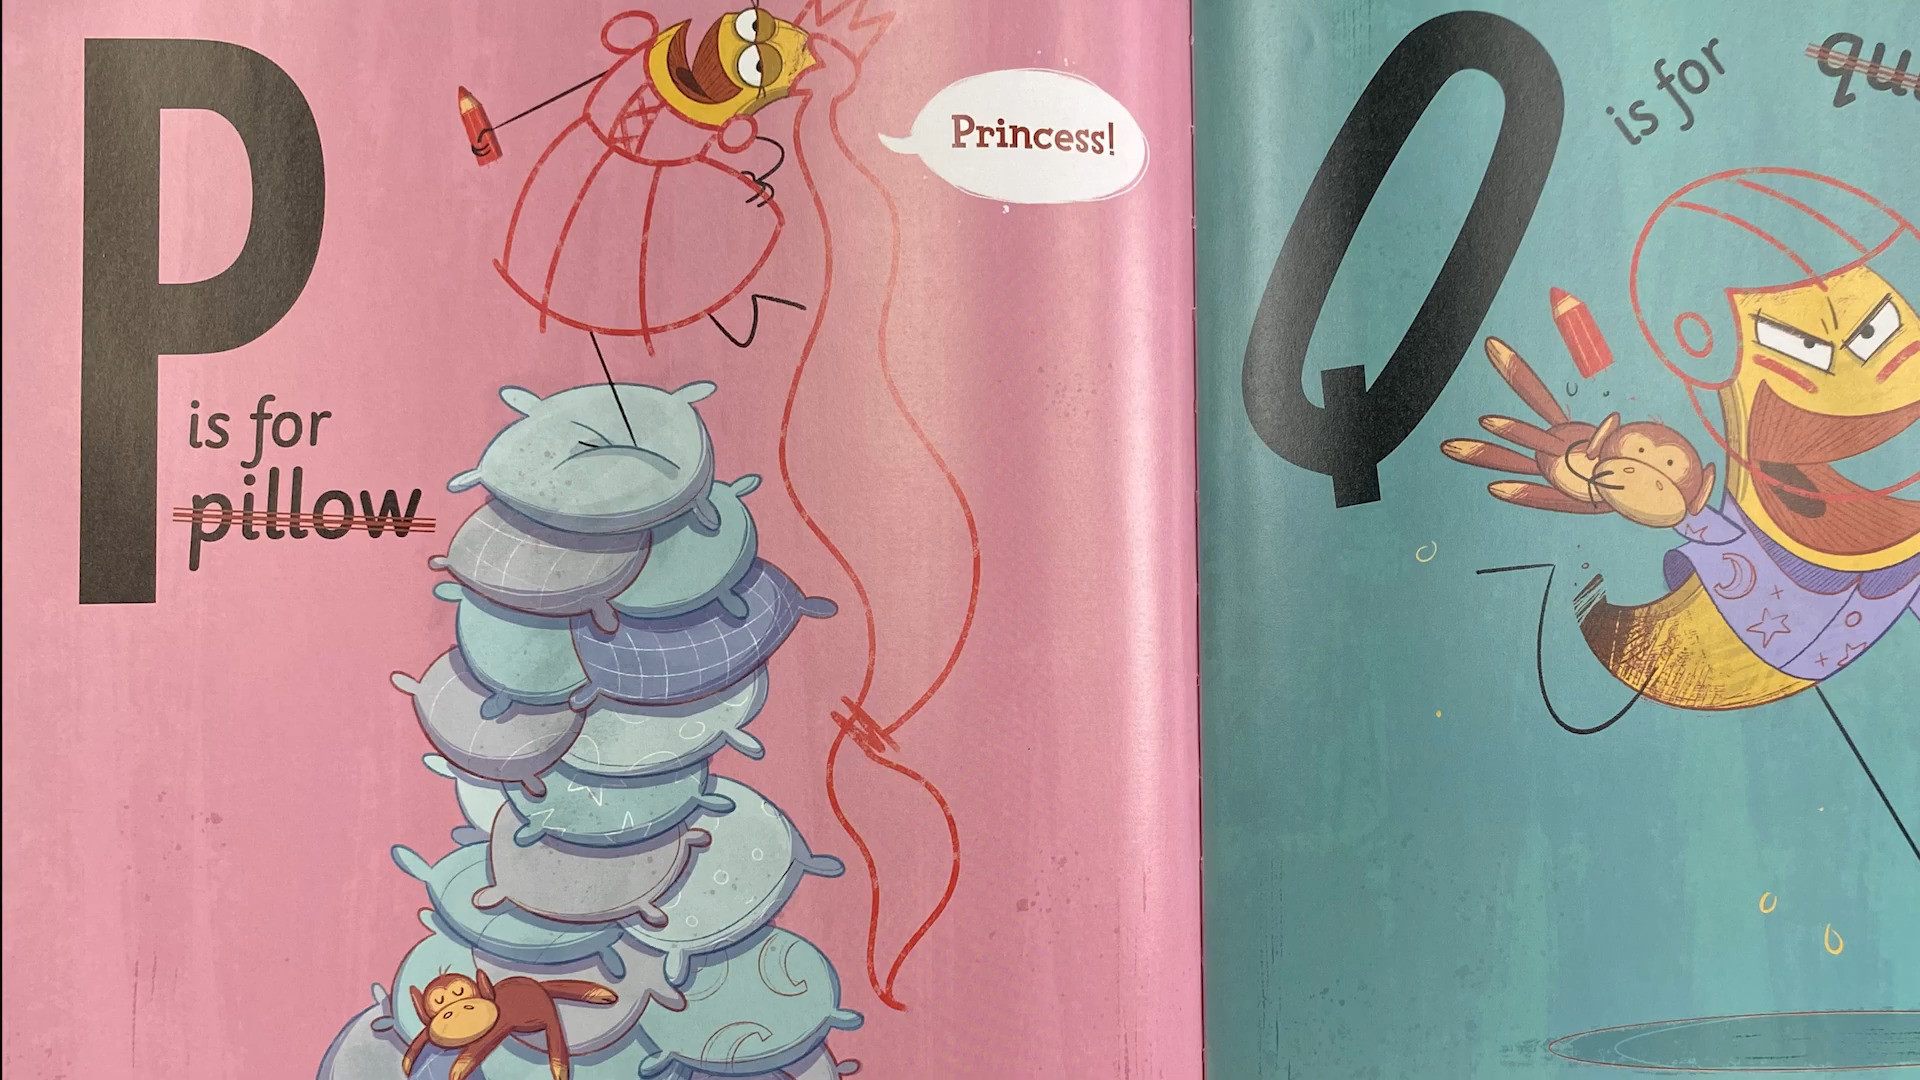 P
is for
pillow
Princess!
Q
is for